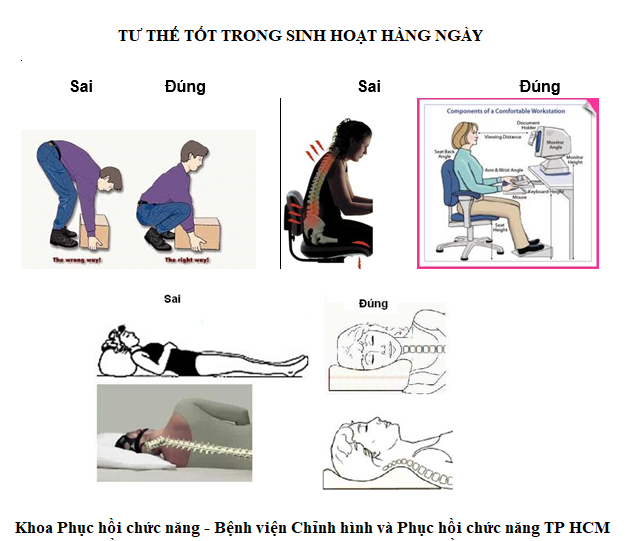 TƯ THẾ TỐT TRONG SINH HOẠT HÀNG NGÀY
Sai
Đúng
Sai
Đúng
The wrong way!
The right way!
Components of a Comfortable Workstation
Document Holder
Viewing Distance
Seat Back Angle
Monitor Angle
Monitor Height
Arm & Wrist Angle
Keyboard Height
Mouse
Seat Height
Sai
Đúng
Khoa Phục hồi chức năng - Bệnh viện Chỉnh hình và Phục hồi chức năng TP HCM